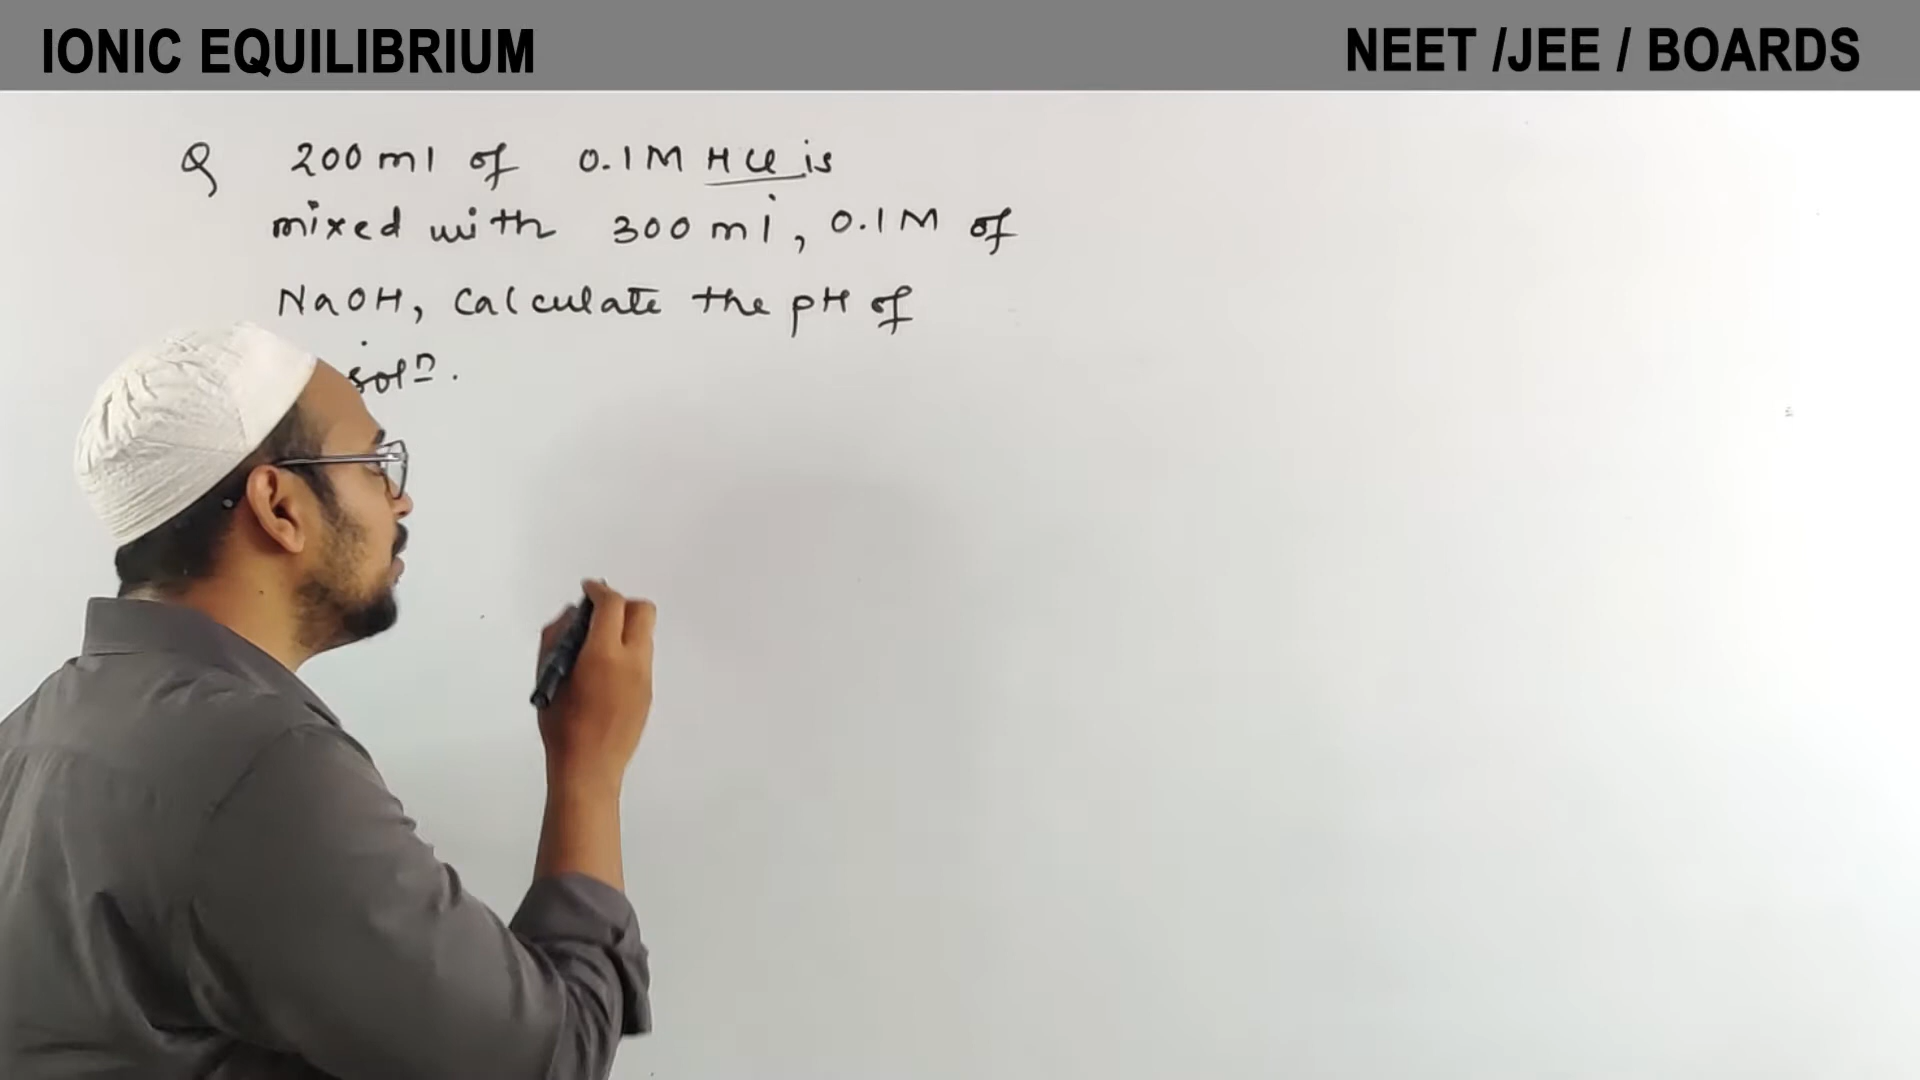 IONIC EQUILIBRIUM
NEET /JEE / BOARDS
Q 200 ml of 0.1M HCl is
mixed with 300 ml, 0.1M of
NaOH, Calculate the pH of
solⁿ.